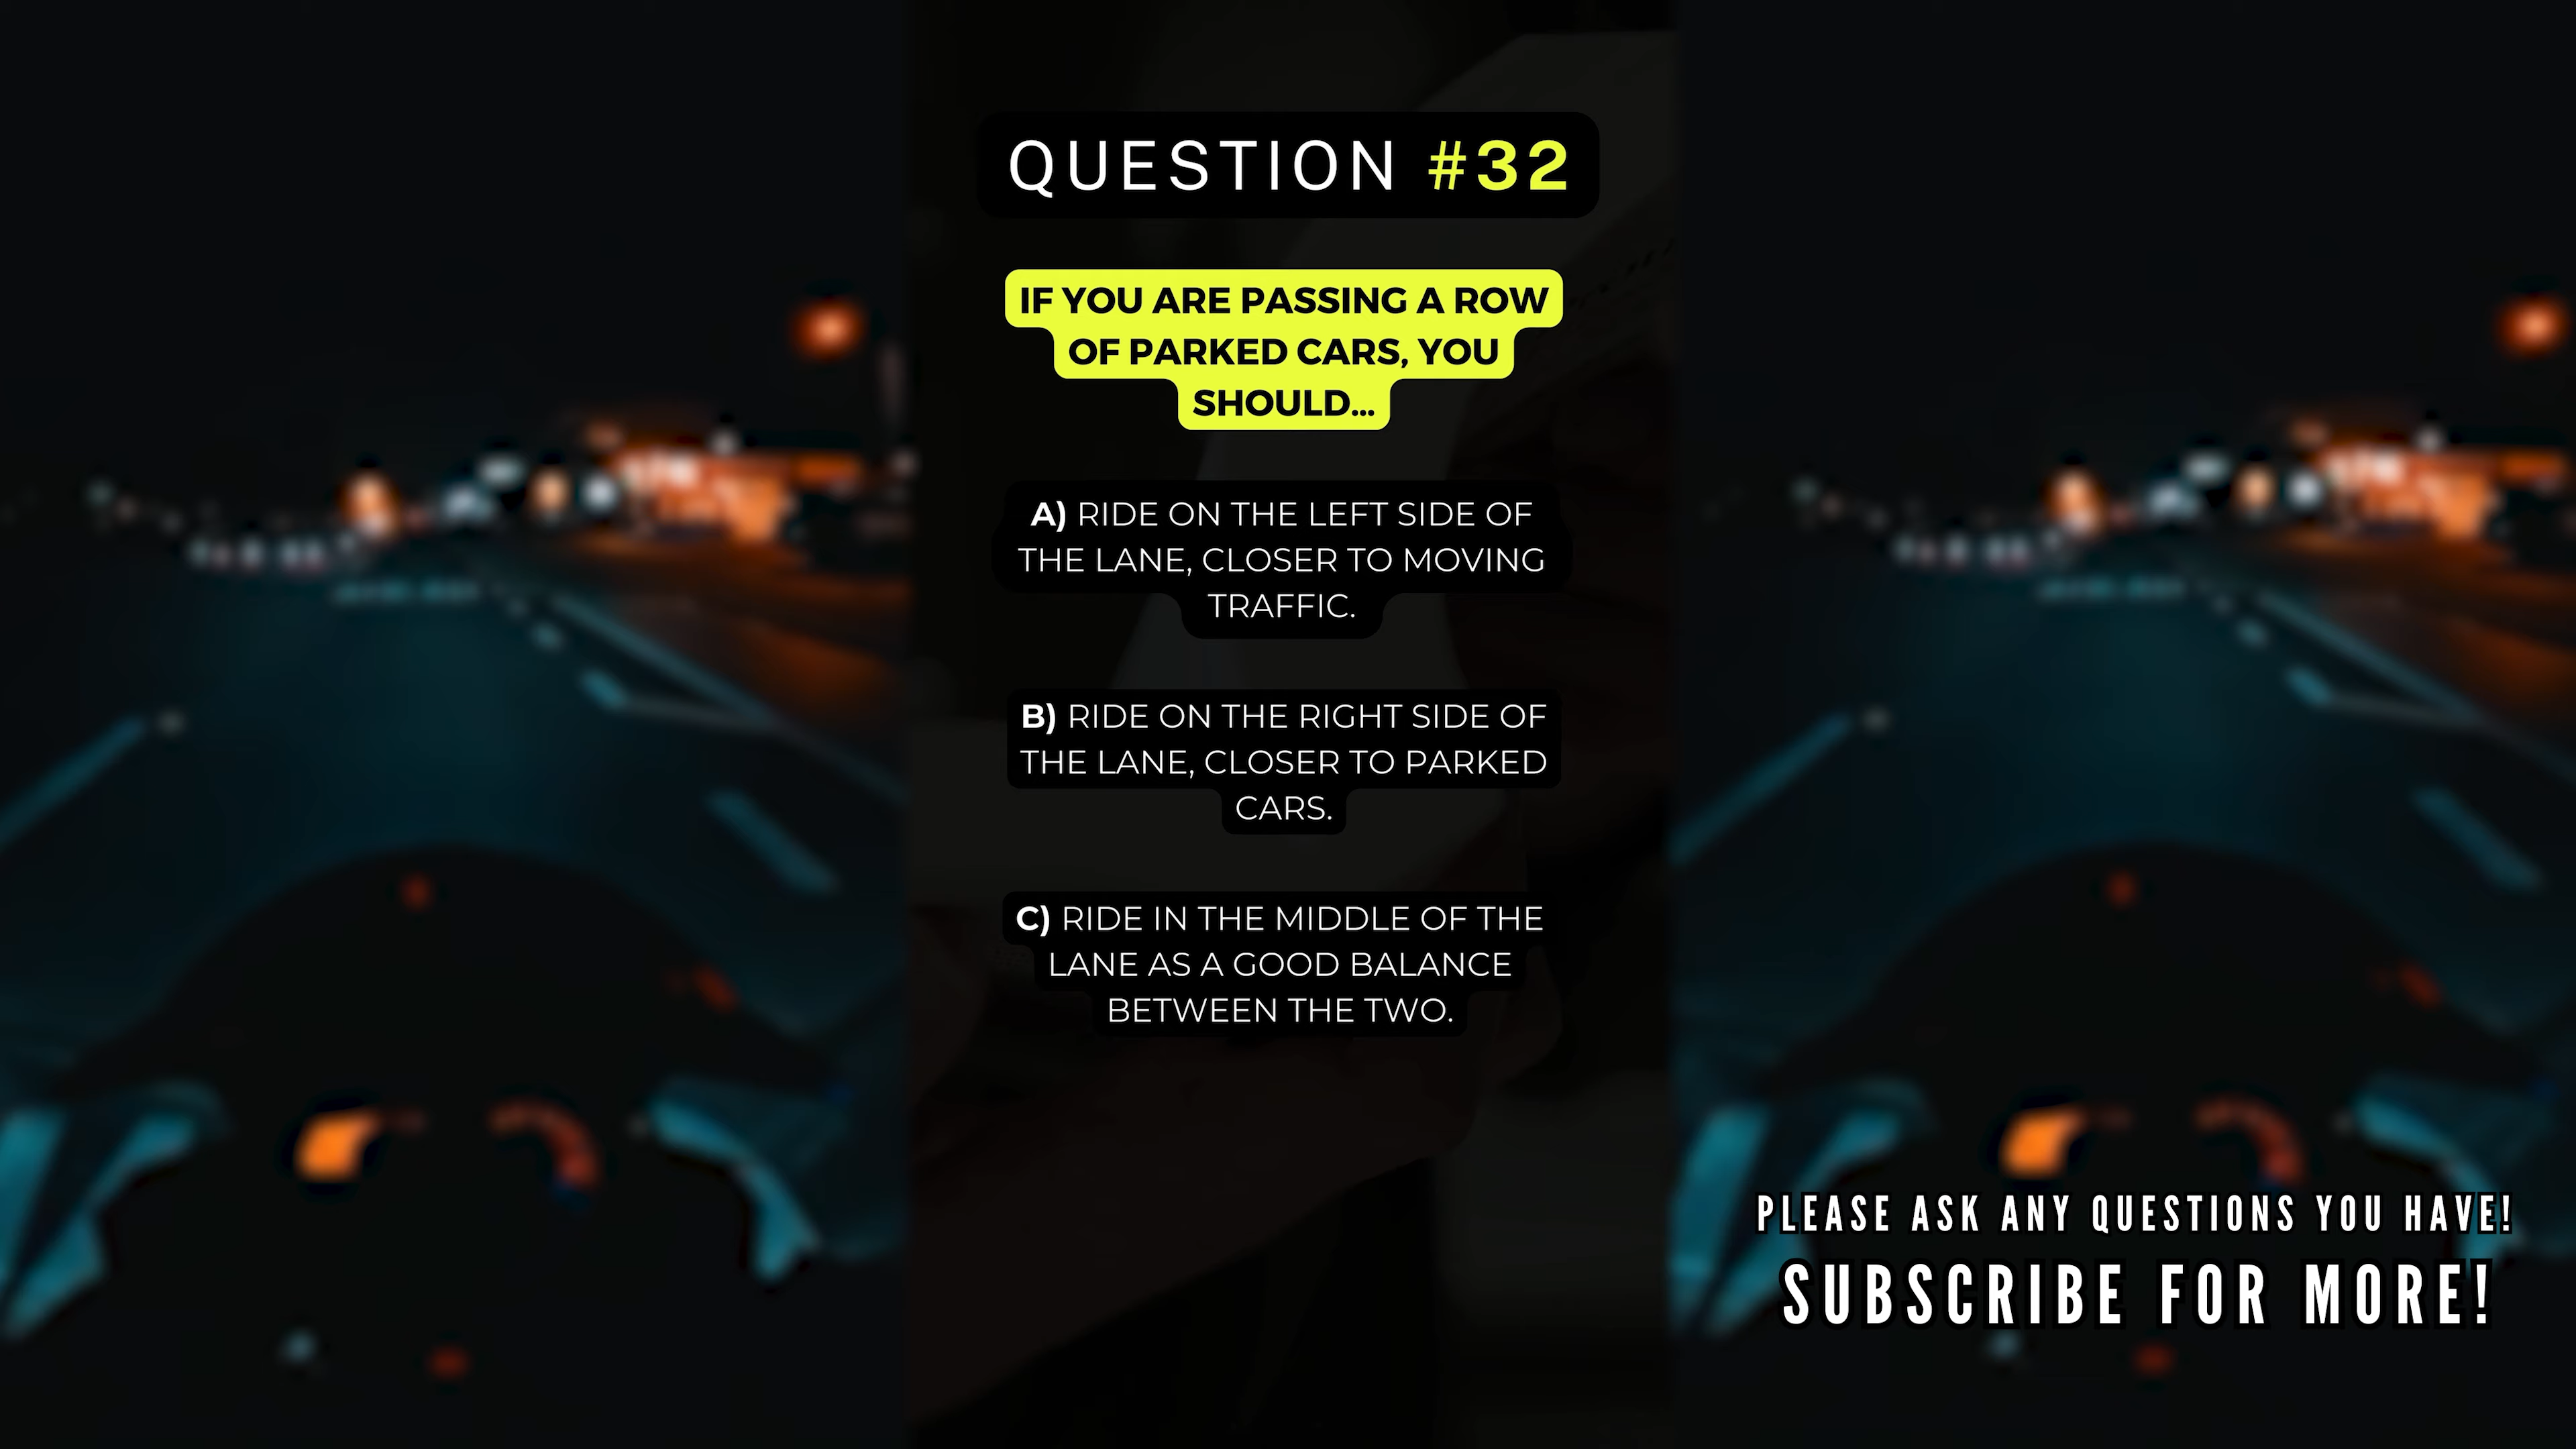 QUESTION #32
IF YOU ARE PASSING A ROW
OF PARKED CARS, YOU
SHOULD...
A) RIDE ON THE LEFT SIDE OF
THE LANE, CLOSER TO MOVING
TRAFFIC.
B) RIDE ON THE RIGHT SIDE OF
THE LANE, CLOSER TO PARKED
CARS.
C) RIDE IN THE MIDDLE OF THE
LANE AS A GOOD BALANCE
BETWEEN THE TWO.
PLEASE ASK ANY QUESTIONS YOU HAVE!
SUBSCRIBE FOR MORE!